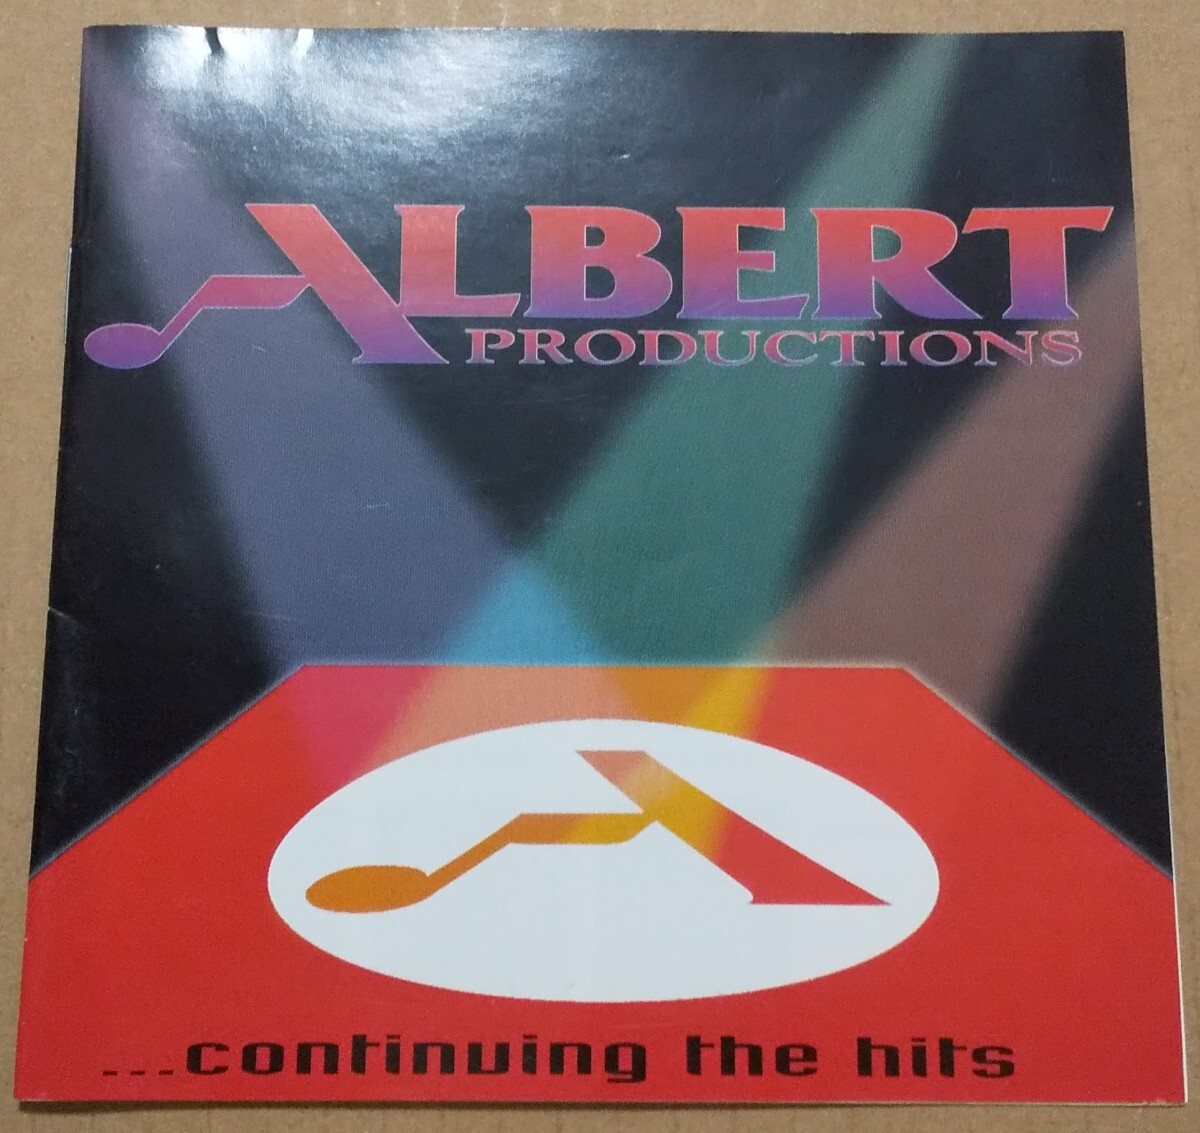 ALBERT
PRODUCTIONS
...continuing the hits